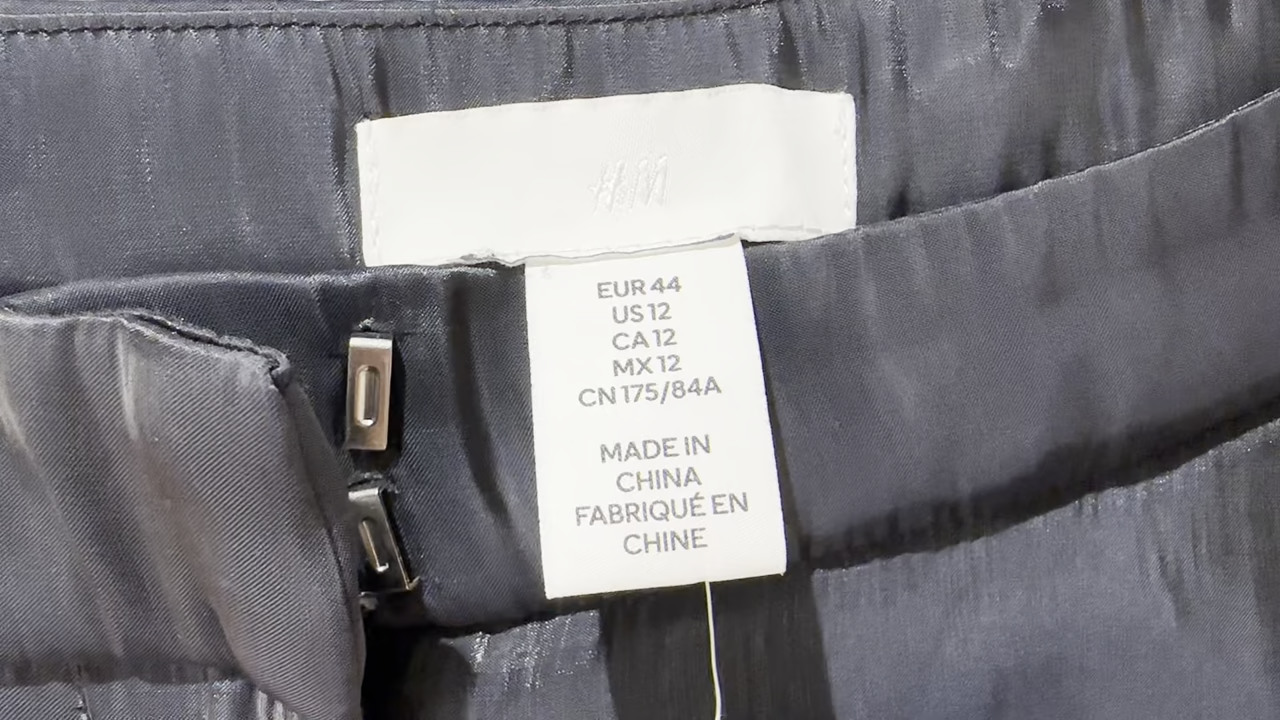 H&M
EUR 44
US 12
CA 12
MX 12
CN 175/84A
MADE IN
CHINA
FABRIQUÉ EN
CHINE